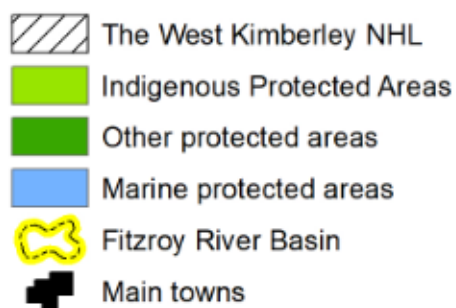 The West Kimberley NHL
Indigenous Protected Areas
Other protected areas
Marine protected areas
Fitzroy River Basin
Main towns